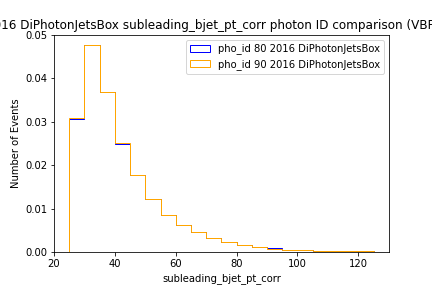 16 DiPhotonJetsBox subleading_bjet_pt_corr photon ID comparison (VBF
pho_id 80 2016 DiPhotonJetsBox
pho_id 90 2016 DiPhotonJetsBox
Number of Events
0.05
0.04
0.03
0.02
0.01
0.00
20 40 60 80 100 120
subleading_bjet_pt_corr